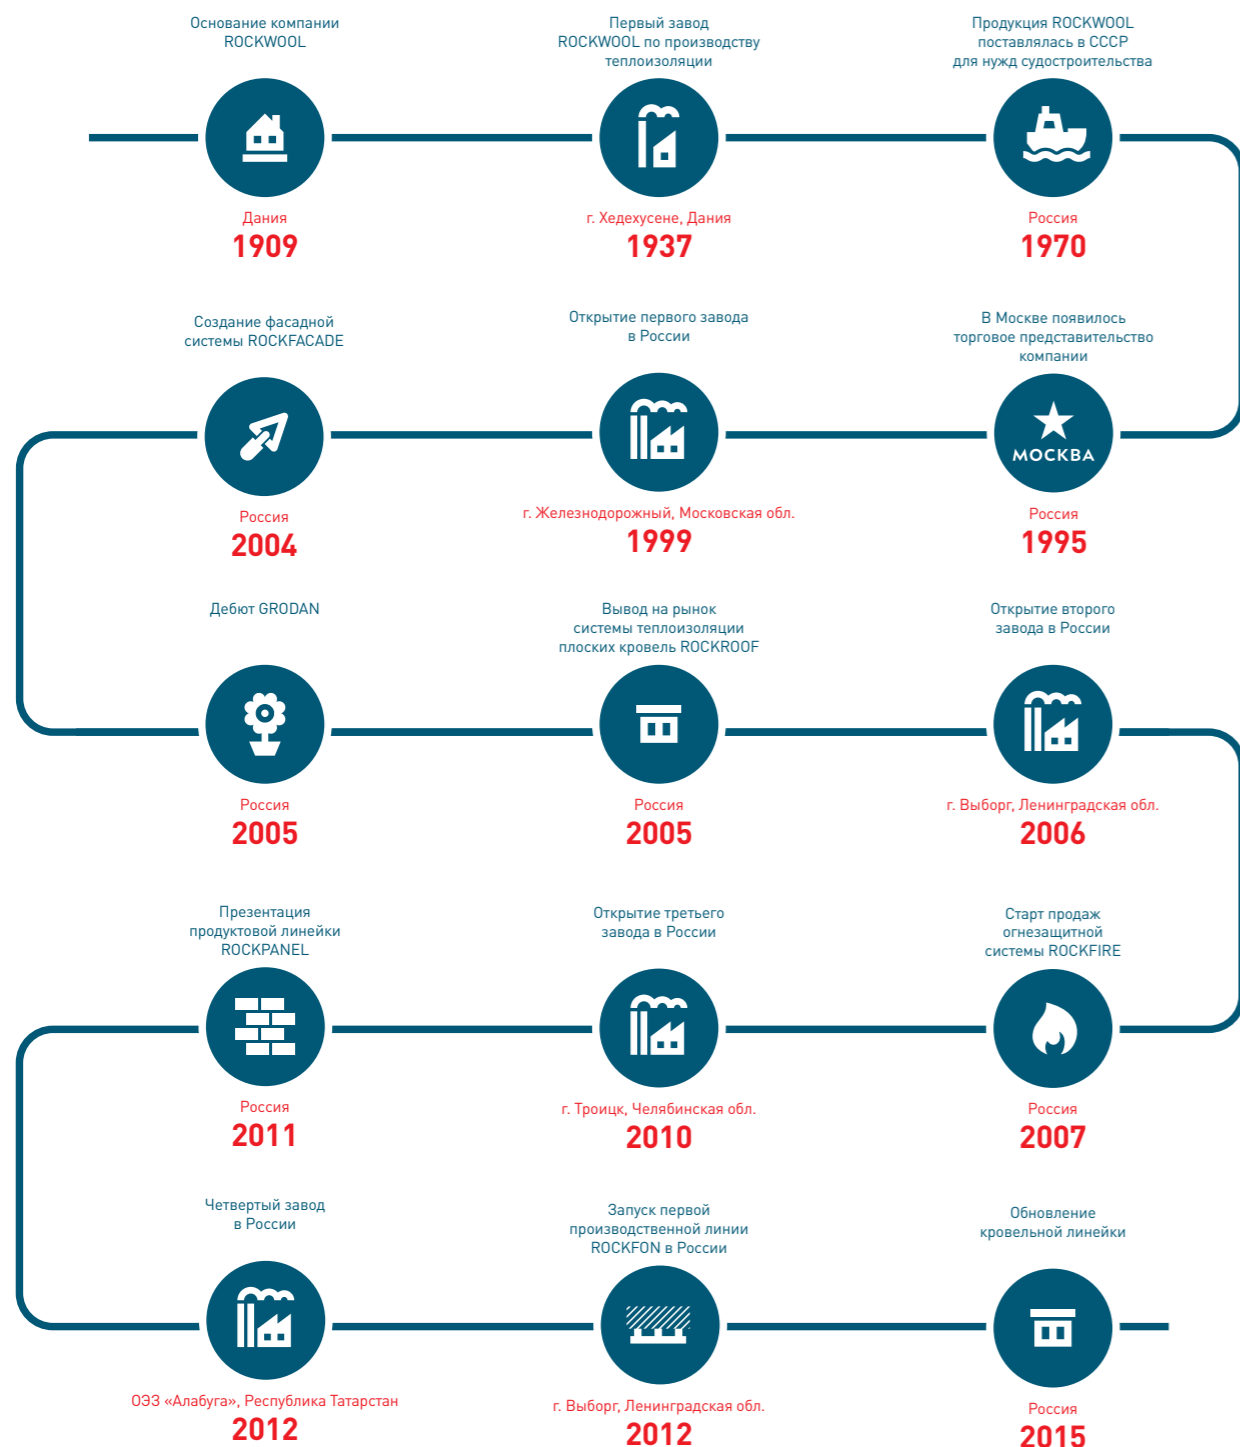 Основание компании
ROCKWOOL
Дания
1909
Первый завод
ROCKWOOL по производству
теплоизоляции
г. Хедехусене, Дания
1937
Продукция ROCKWOOL
поставлялась в СССР
для нужд судостроительства
Россия
1970
В Москве появилось
торговое представительство
компании
МОСКВА
Россия
1995
Открытие первого завода
в России
г. Железнодорожный, Московская обл.
1999
Создание фасадной
системы ROCKFACADE
Россия
2004
Дебют GRODAN
Россия
2005
Вывод на рынок
системы теплоизоляции
плоских кровель ROCKROOF
Россия
2005
Открытие второго
завода в России
г. Выборг, Ленинградская обл.
2006
Старт продаж
огнезащитной
системы ROCKFIRE
Россия
2007
Открытие третьего
завода в России
г. Троицк, Челябинская обл.
2010
Презентация
продуктовой линейки
ROCKPANEL
Россия
2011
Четвертый завод
в России
ОЭЗ «Алабуга», Республика Татарстан
2012
Запуск первой
производственной линии
ROCKFON в России
г. Выборг, Ленинградская обл.
2012
Обновление
кровельной линейки
Россия
2015